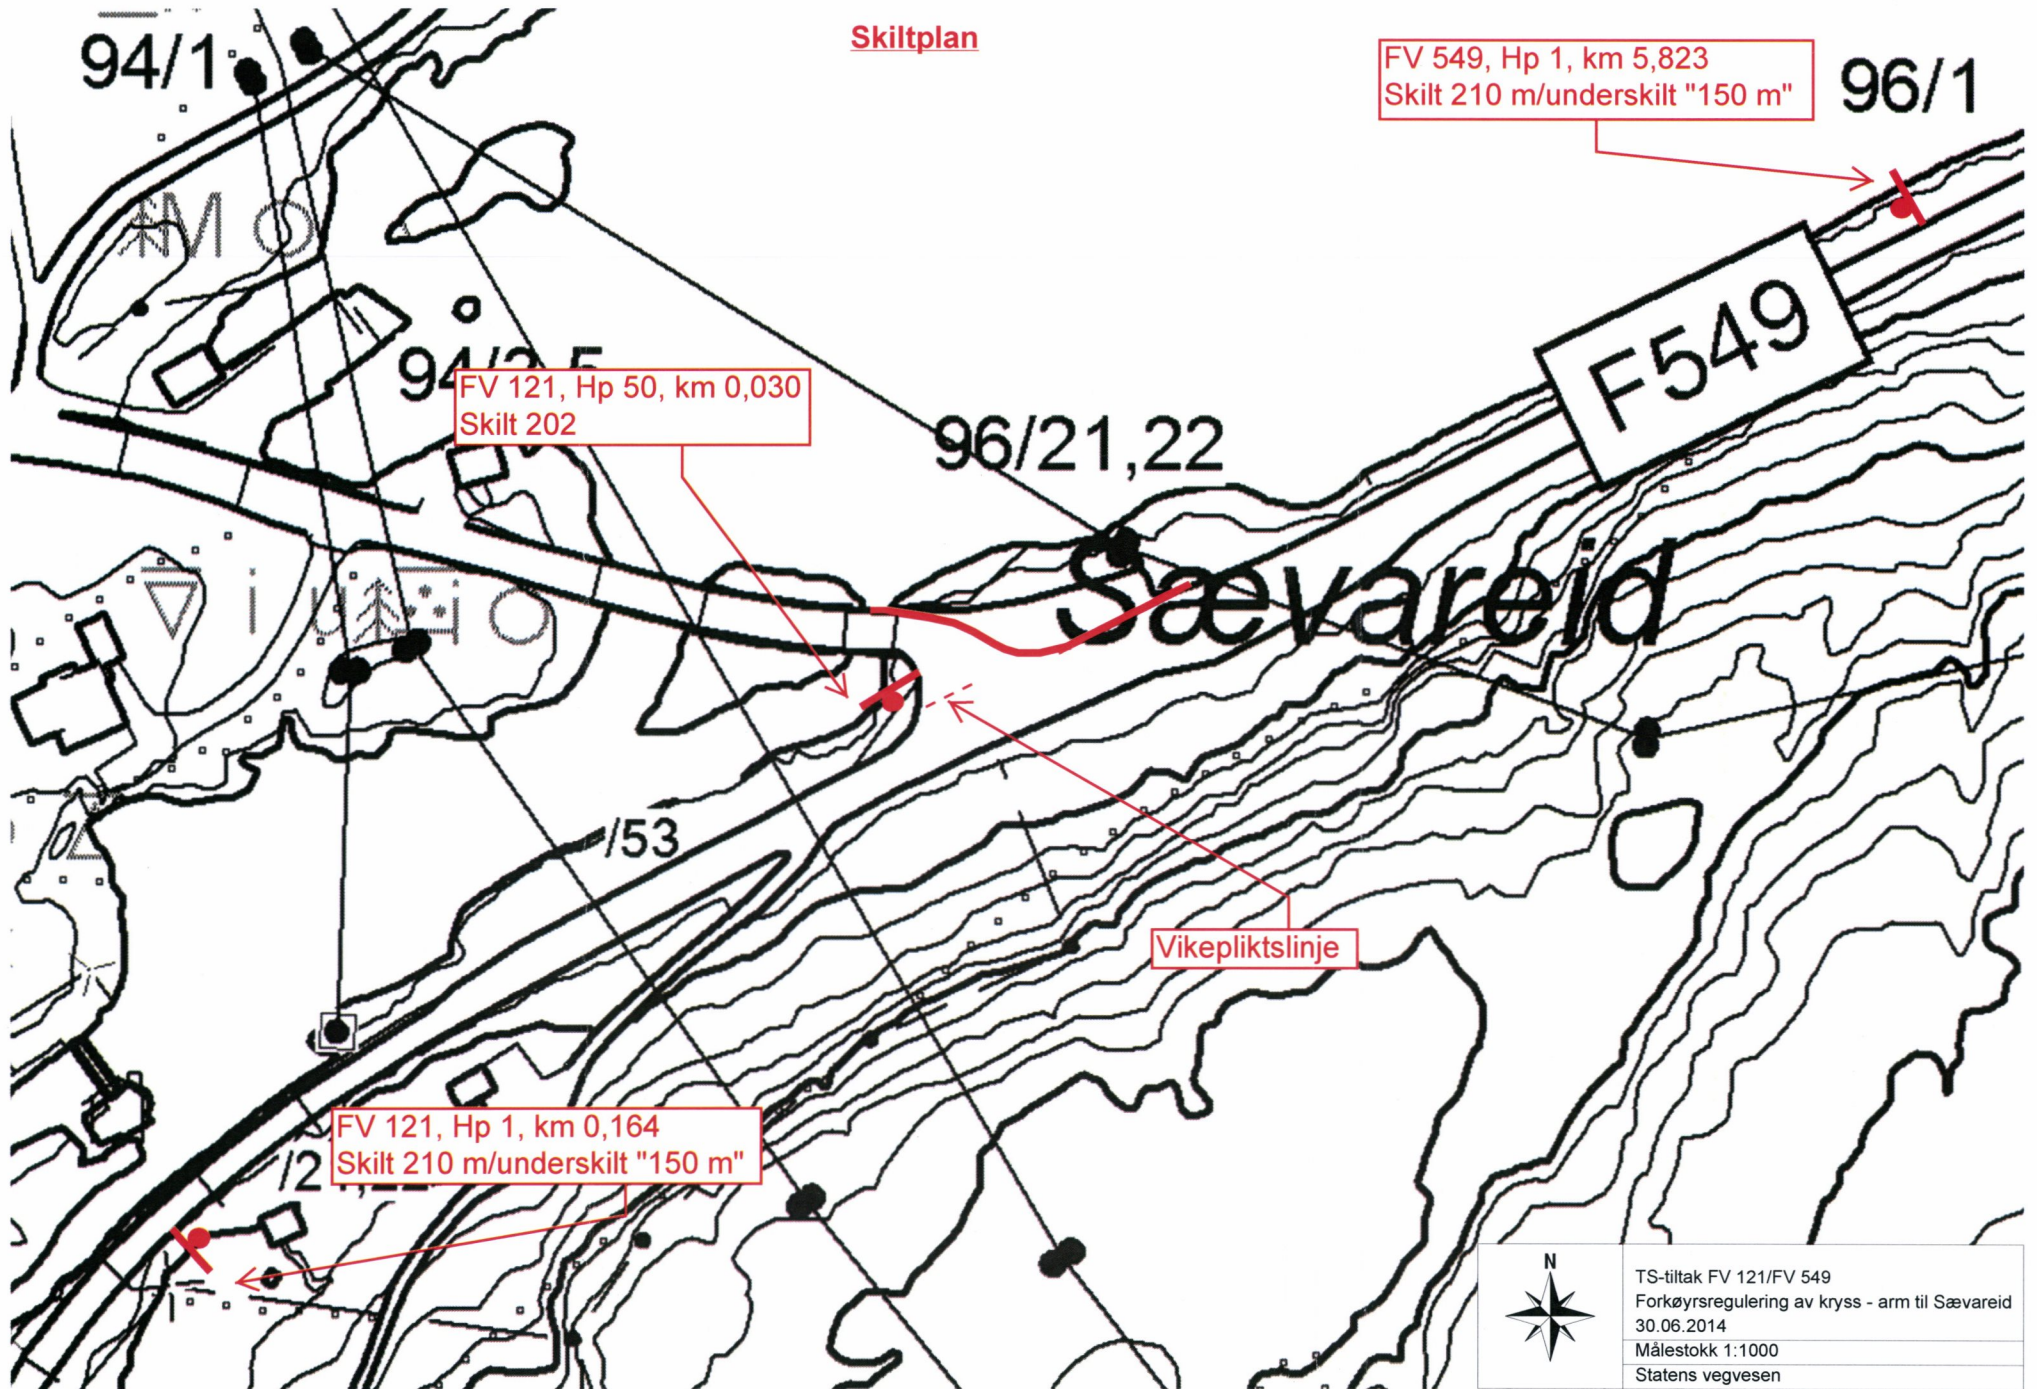 Skiltplan
94/1
FV 549, Hp 1, km 5,823
Skilt 210 m/underskilt "150 m"
96/1
F549
FV 121, Hp 50, km 0,030
Skilt 202
96/21,22
Sævareid
/53
Vikepliktslinje
FV 121, Hp 1, km 0,164
Skilt 210 m/underskilt "150 m"
N
TS-tiltak FV 121/FV 549
Forkøyrsregulering av kryss - arm til Sævareid
30.06.2014
Målestokk 1:1000
Statens vegvesen